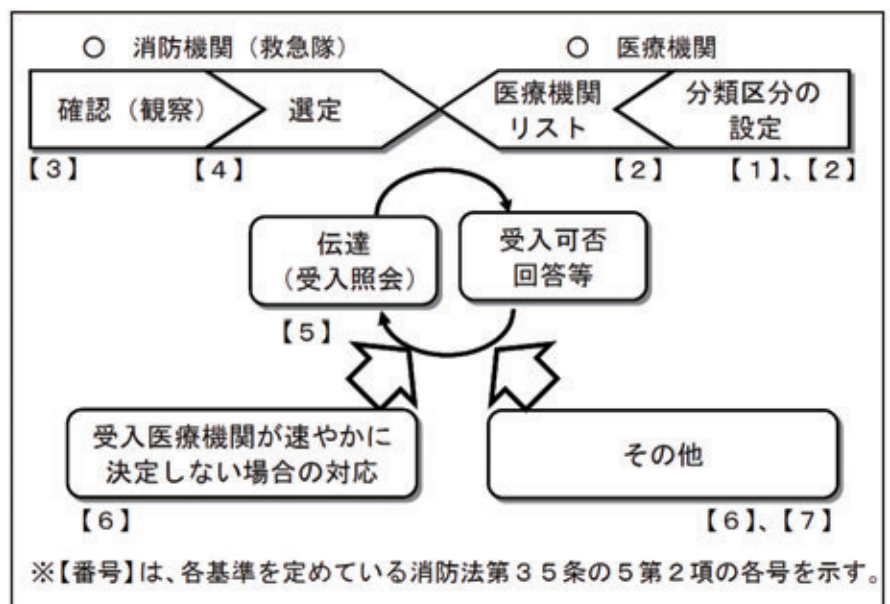 ○ 消防機関（救急隊）
○ 医療機関
確認（観察）
選定
医療機関
リスト
分類区分の
設定
【３】
【４】
【２】
【１】、【２】
伝達
（受入照会）
受入可否
回答等
【５】
受入医療機関が速やかに
決定しない場合の対応
その他
【６】
【６】、【７】
※【番号】は、各基準を定めている消防法第３５条の５第２項の各号を示す。